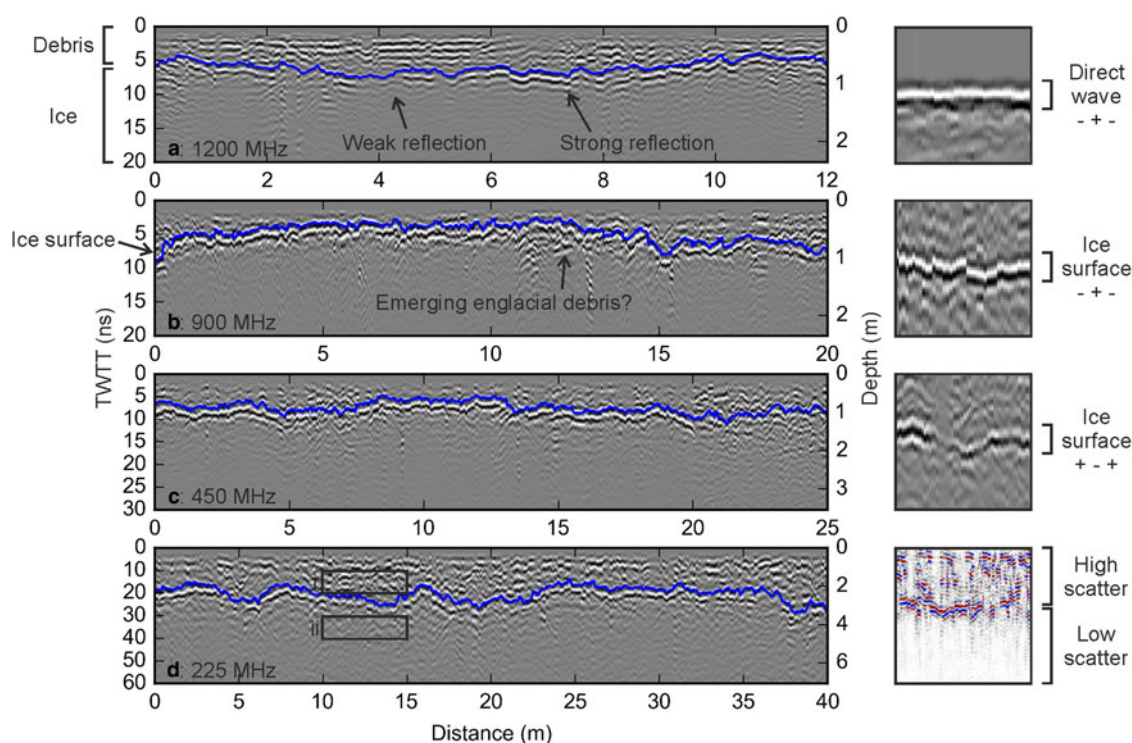 Debris
Ice
0
5
10
15
20
Weak reflection
Strong reflection
a: 1200 MHz
0
1
2
0 2 4 6 8 10 12
Direct
wave
- + -
Ice surface
0
5
10
15
20
Emerging englacial debris?
b: 900 MHz
0
1
2
0 5 10 15 20
Ice
surface
- + -
TWTT (ns)
Depth (m)
0
5
10
15
20
25
30
c: 450 MHz
0
1
2
3
0 5 10 15 20 25
Ice
surface
+ - +
0
10
20
30
40
50
60
i
ii
d: 225 MHz
0
2
4
6
0 5 10 15 20 25 30 35 40
Distance (m)
High
scatter
Low
scatter